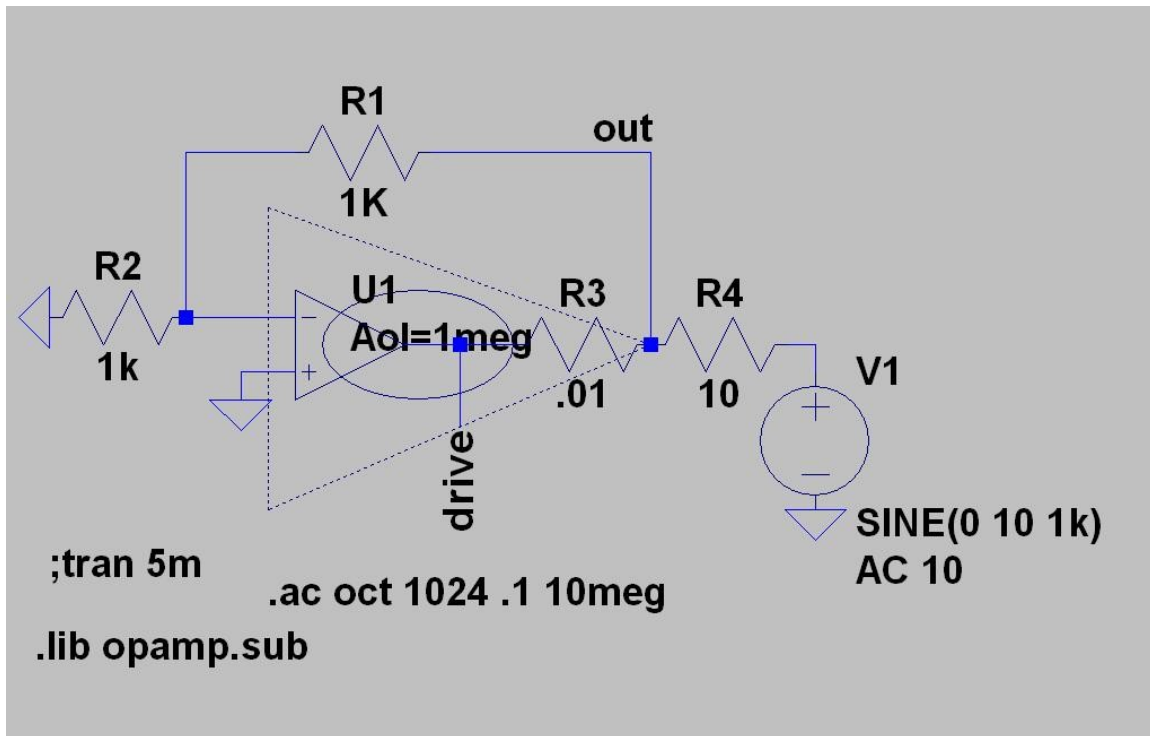 R1
out
1K
R2
1k
U1
Aol=1meg
R3
.01
R4
10
V1
drive
SINE(0 10 1k)
AC 10
;tran 5m
.ac oct 1024 .1 10meg
.lib opamp.sub